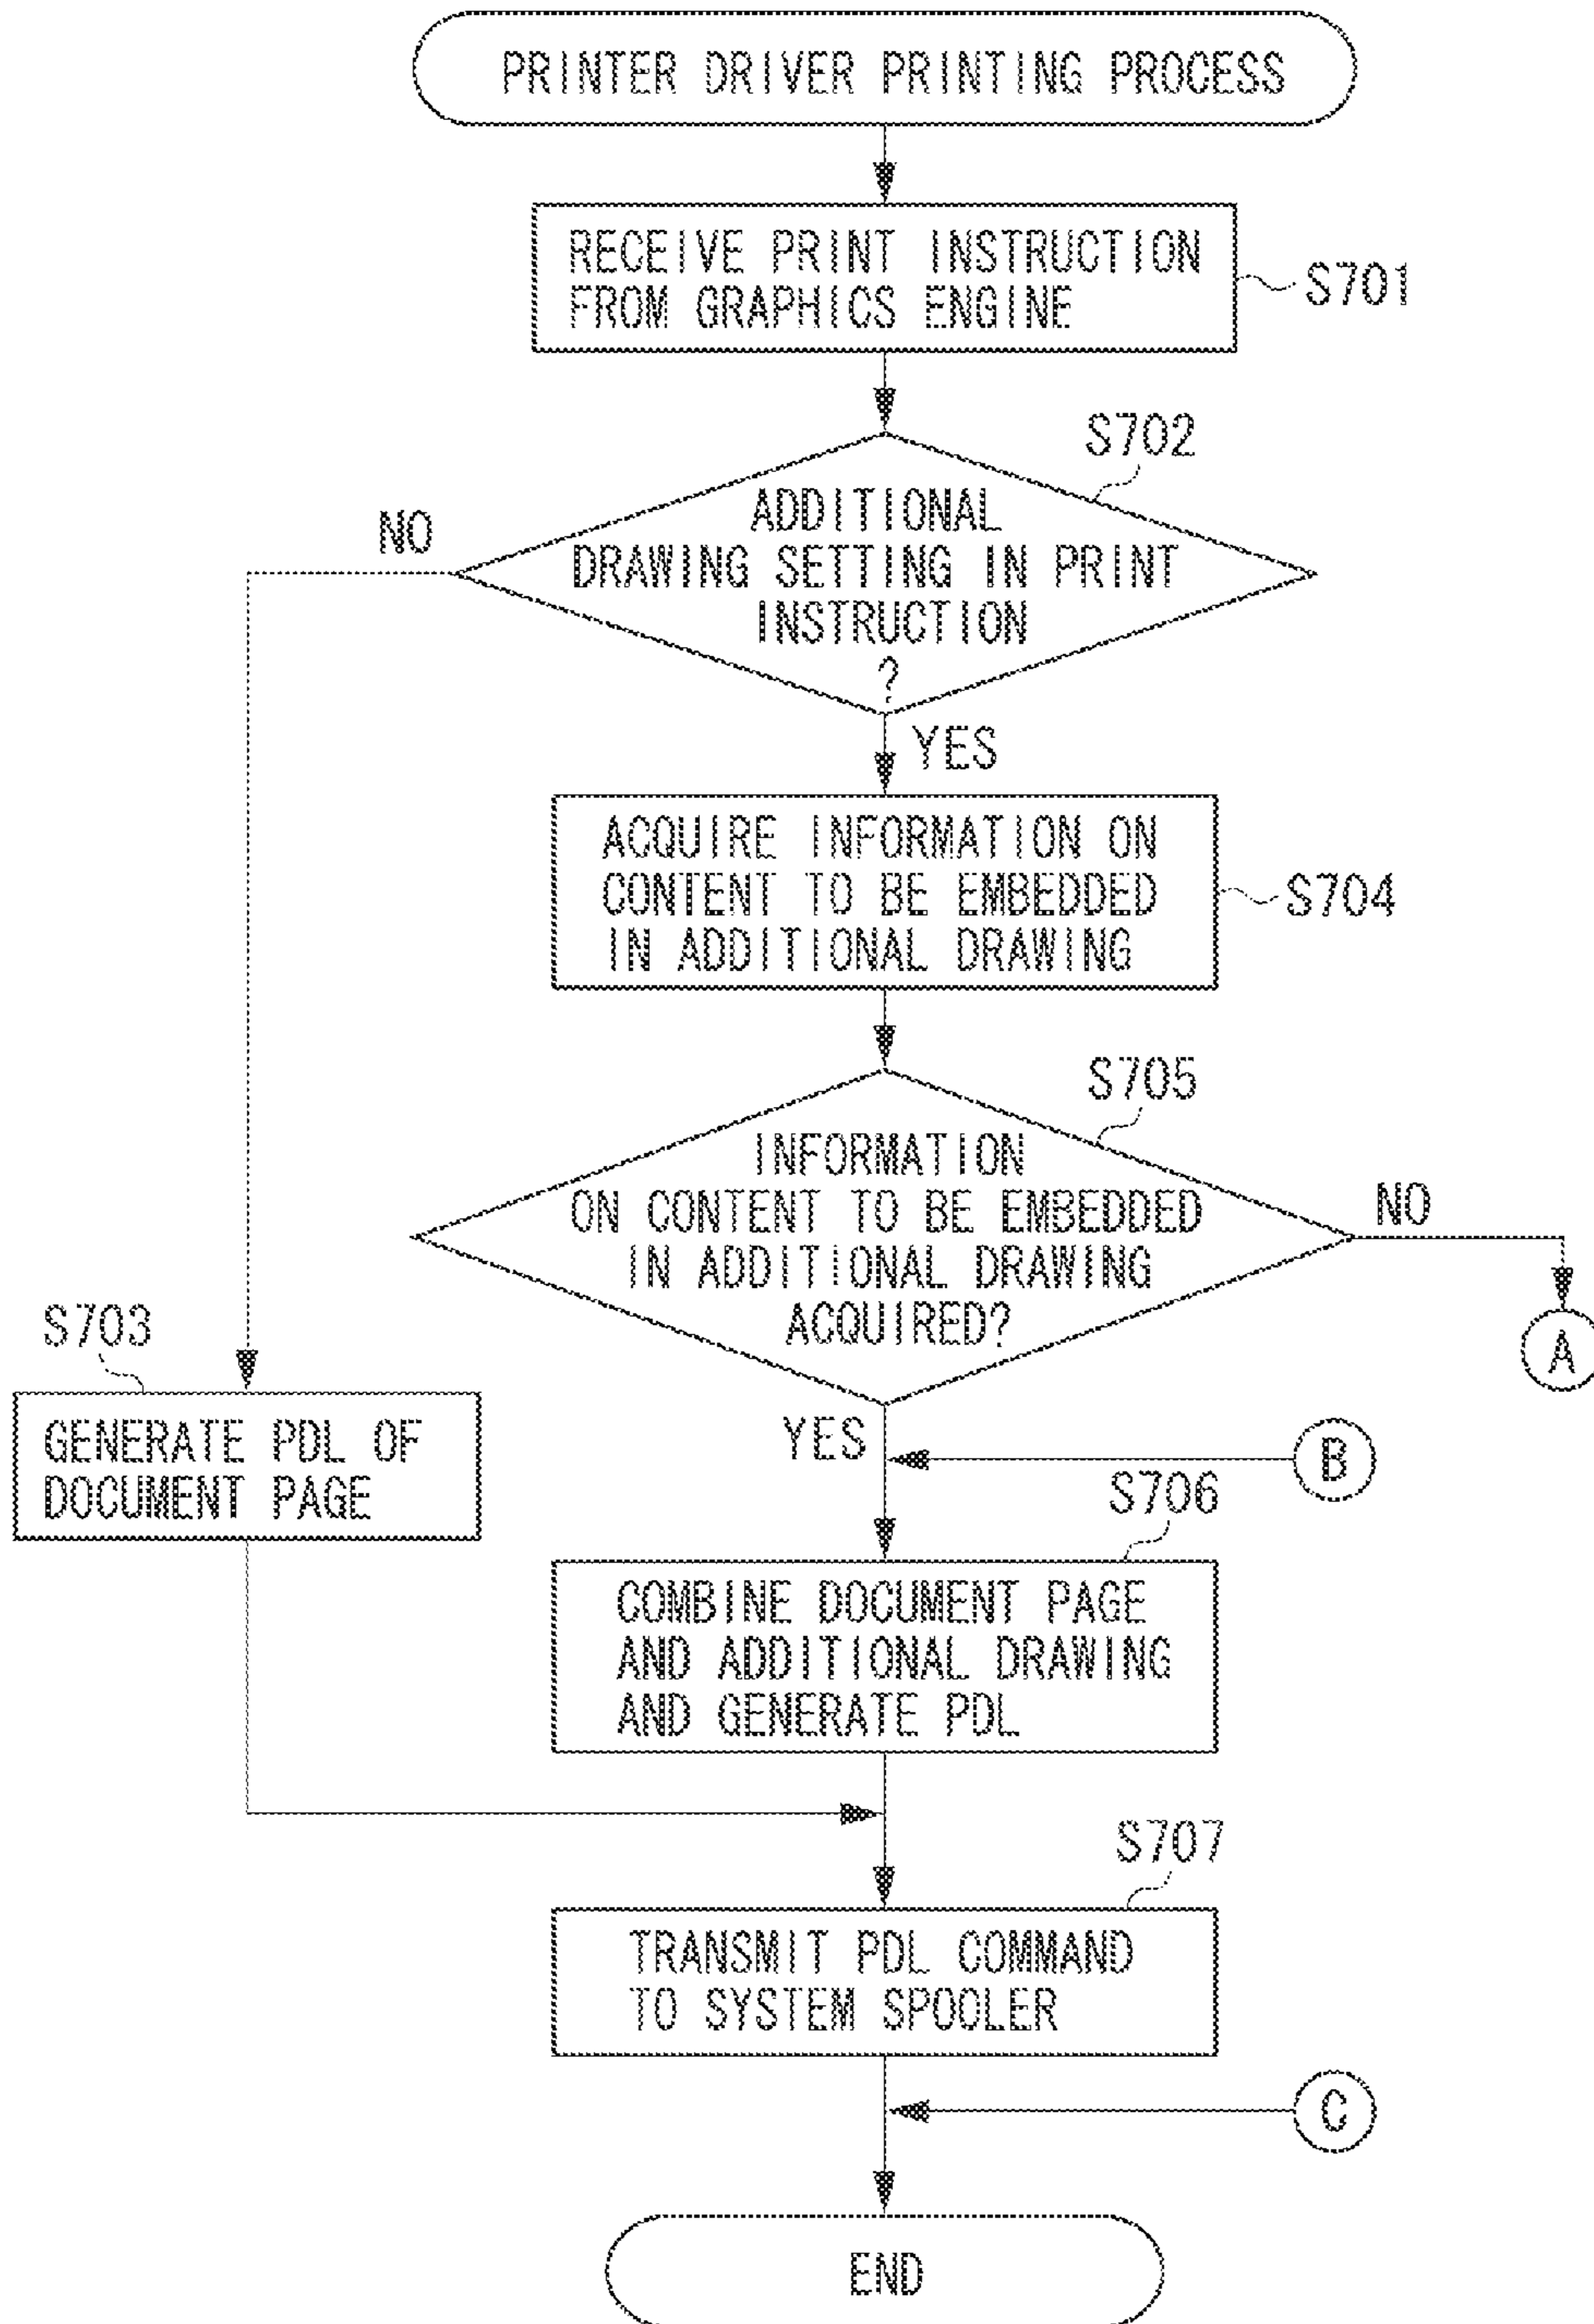 PRINTER DRIVER PRINTING PROCESS
RECEIVE PRINT INSTRUCTION
FROM GRAPHICS ENGINE
S701
S702
ADDITIONAL
DRAWING SETTING IN PRINT
INSTRUCTION
?
NO
YES
ACQUIRE INFORMATION ON
CONTENT TO BE EMBEDDED
IN ADDITIONAL DRAWING
S704
S705
INFORMATION
ON CONTENT TO BE EMBEDDED
IN ADDITIONAL DRAWING
ACQUIRED?
NO
A
S703
GENERATE PDL OF
DOCUMENT PAGE
YES
B
S706
COMBINE DOCUMENT PAGE
AND ADDITIONAL DRAWING
AND GENERATE PDL
S707
TRANSMIT PDL COMMAND
TO SYSTEM SPOOLER
C
END